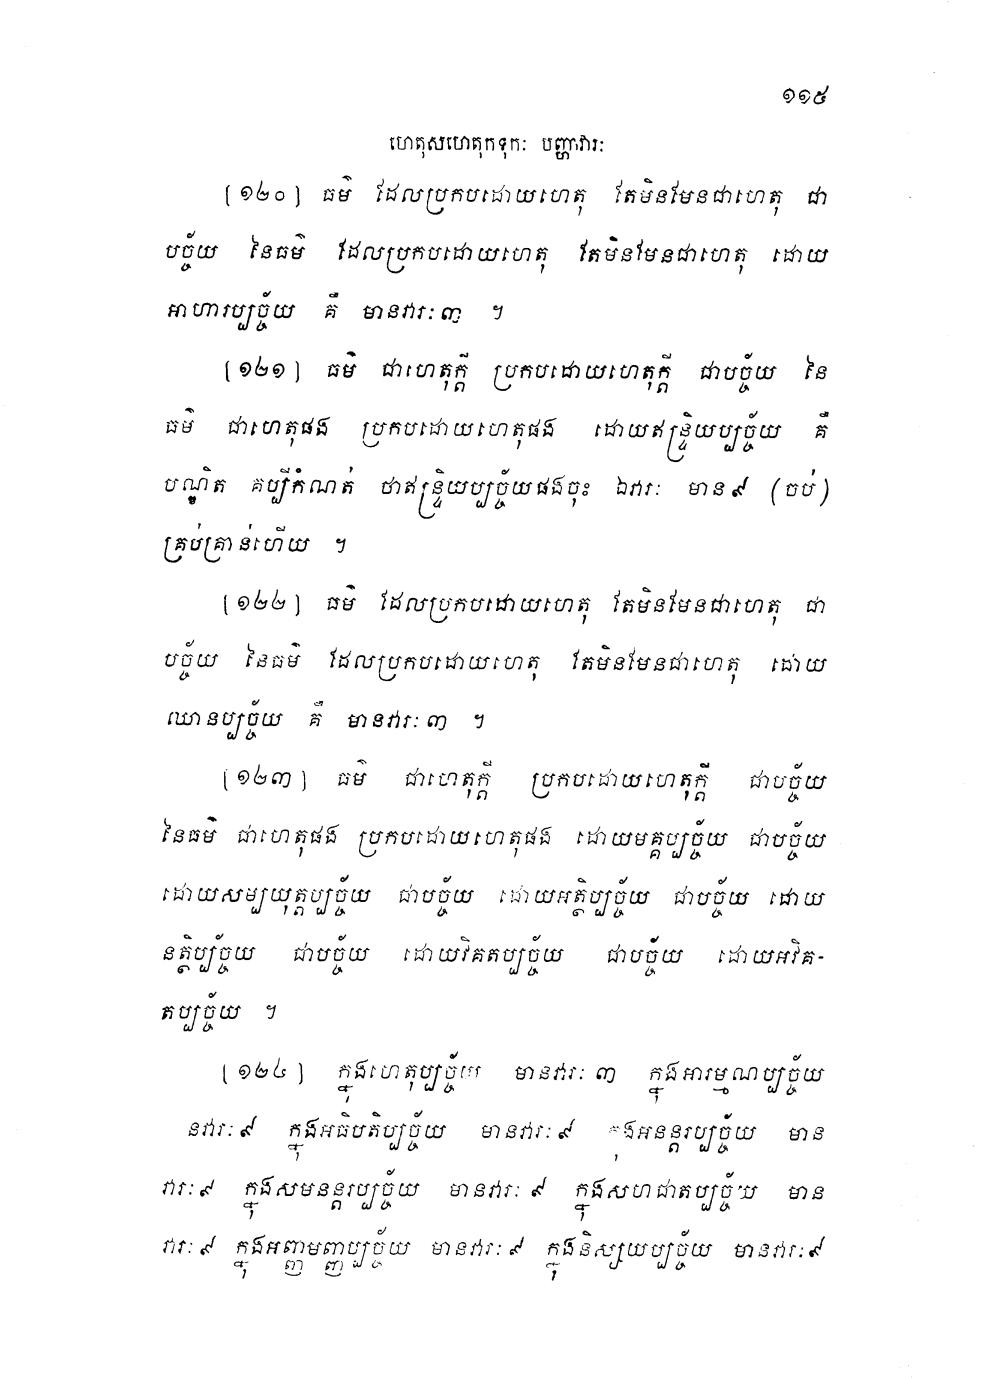 ១១៥
ហេតុសហេតុកទុកៈ បញ្ហាវារៈ
[១២០] ធម៌ ដែលប្រកបដោយហេតុ តែមិនមែនជាហេតុ ជា
បច្ច័យ នៃធម៌ ដែលប្រកបដោយហេតុ តែមិនមែនជាហេតុ ដោយ
អាហារប្បច្ច័យ គឺ មានវារៈ៣ ។
[១២១] ធម៌ ជាហេតុក្តី ប្រកបដោយហេតុក្តី ជាបច្ច័យ នៃ
ធម៌ ជាហេតុផង ប្រកបដោយហេតុផង ដោយឥន្ទ្រិយប្បច្ច័យ គឺ
បណ្ឌិត គប្បីកំណត់ ថាឥន្ទ្រិយប្បច្ច័យផងចុះ ឯវារៈ មាន៩ (ចប់)
គ្រប់គ្រាន់ហើយ ។
[១២២] ធម៌ ដែលប្រកបដោយហេតុ តែមិនមែនជាហេតុ ជា
បច្ច័យ នៃធម៌ ដែលប្រកបដោយហេតុ តែមិនមែនជាហេតុ ដោយ
ឈានប្បច្ច័យ គឺ មានវារៈ៣ ។
[១២៣] ធម៌ ជាហេតុក្តី ប្រកបដោយហេតុក្តី ជាបច្ច័យ
នៃធម៌ ជាហេតុផង ប្រកបដោយហេតុផង ដោយមគ្គប្បច្ច័យ ជាបច្ច័យ
ដោយសម្បយុត្តប្បច្ច័យ ជាបច្ច័យ ដោយអត្ថិប្បច្ច័យ ជាបច្ច័យ ដោយ
នត្ថិប្បច្ច័យ ជាបច្ច័យ ដោយវិគតប្បច្ច័យ ជាបច្ច័យ ដោយអវិគ-
តប្បច្ច័យ ។
[១២៤] ក្នុងហេតុប្បច្ច័យ មានវារៈ ៣ ក្នុងអារម្មណប្បច្ច័យ
នវារៈ ៩ ក្នុងអធិបតិប្បច្ច័យ មានវារៈ ៩ ក្នុងអនន្តរប្បច្ច័យ មាន
វារៈ ៩ ក្នុងសមនន្តរប្បច្ច័យ មានវារៈ ៩ ក្នុងសហជាតប្បច្ច័យ មាន
វារៈ ៩ ក្នុងអញ្ញាមញ្ញប្បច្ច័យ មានវារៈ ៩ ក្នុងនិស្សយប្បច្ច័យ មានវារៈ៩